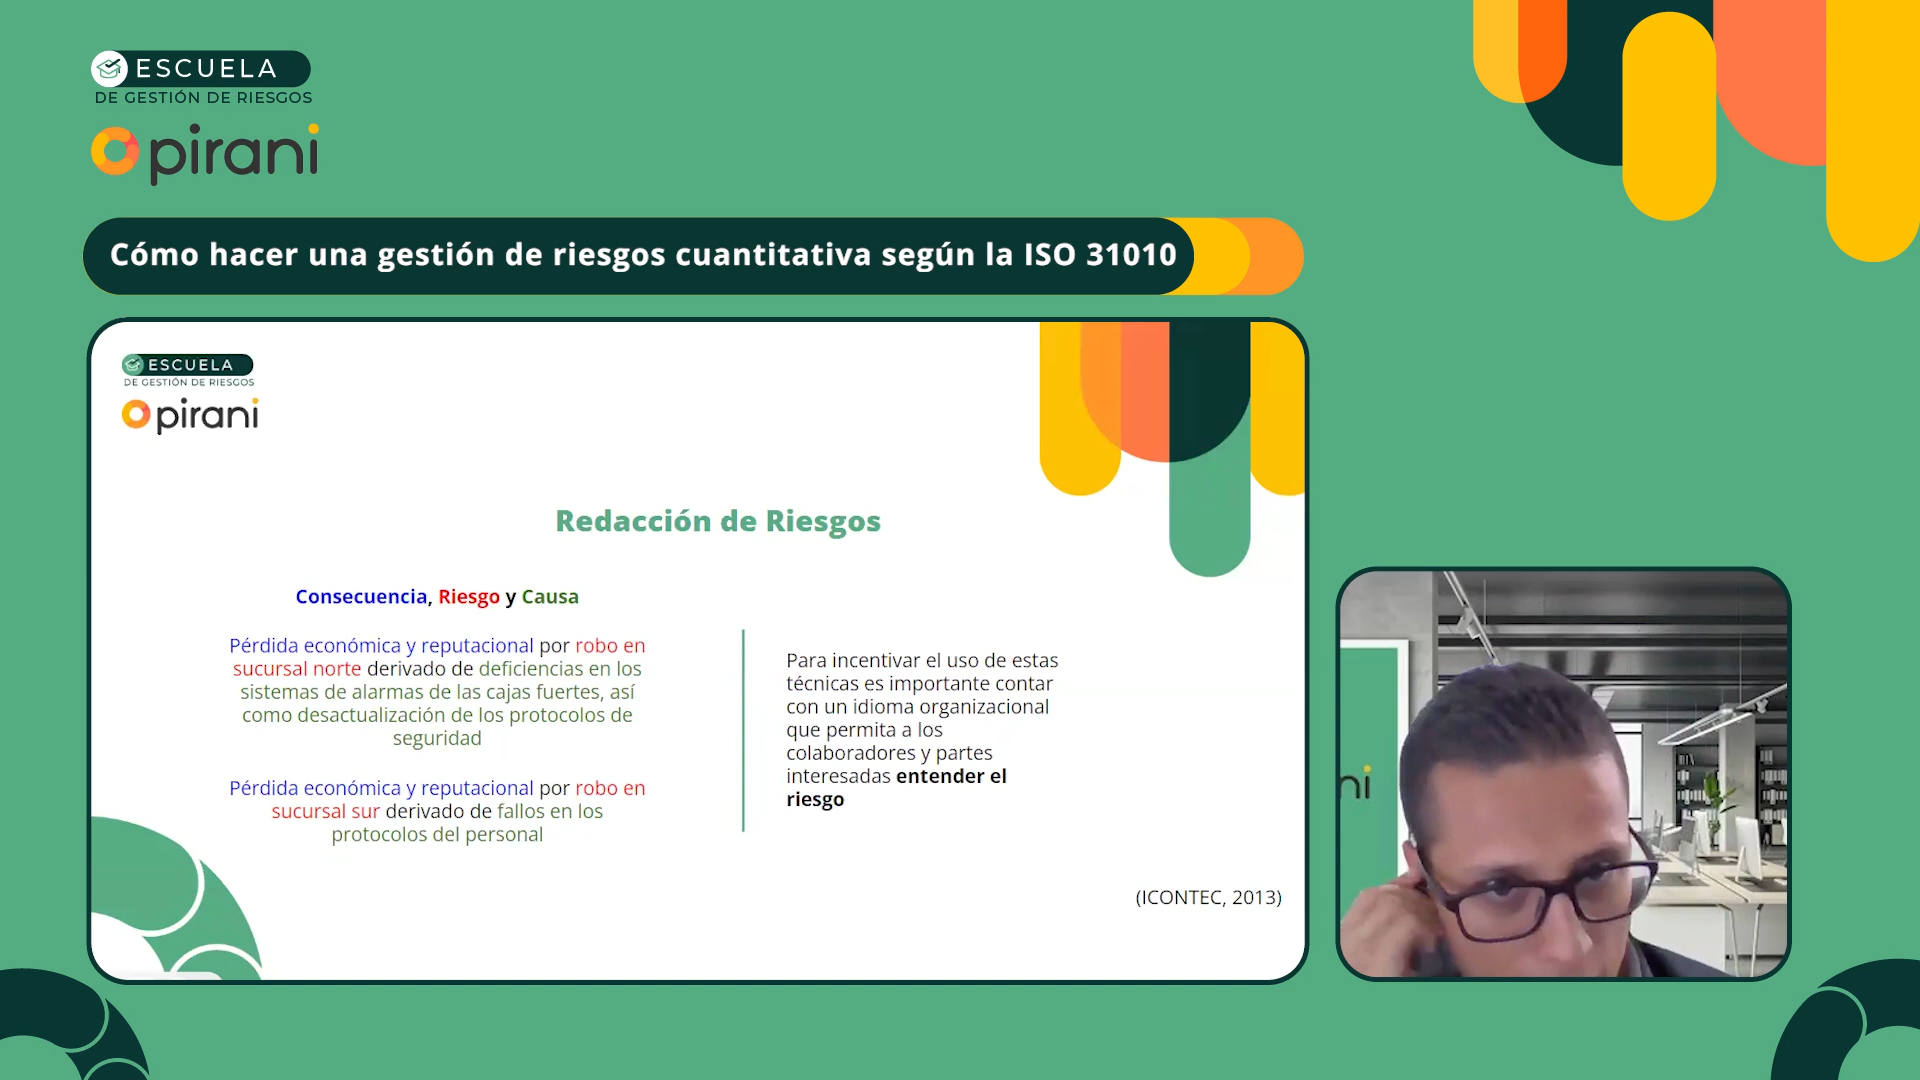 ESCUELA
DE GESTIÓN DE RIESGOS
pirani
Cómo hacer una gestión de riesgos cuantitativa según la ISO 31010
ESCUELA
DE GESTIÓN DE RIESGOS
pirani
Redacción de Riesgos
Consecuencia, Riesgo y Causa
Pérdida económica y reputacional por robo en
sucursal norte derivado de deficiencias en los
sistemas de alarmas de las cajas fuertes, así
como desactualización de los protocolos de
seguridad
Pérdida económica y reputacional por robo en
sucursal sur derivado de fallos en los
protocolos del personal
Para incentivar el uso de estas
técnicas es importante contar
con un idioma organizacional
que permita a los
colaboradores y partes
interesadas entender el
riesgo
(ICONTEC, 2013)
ni